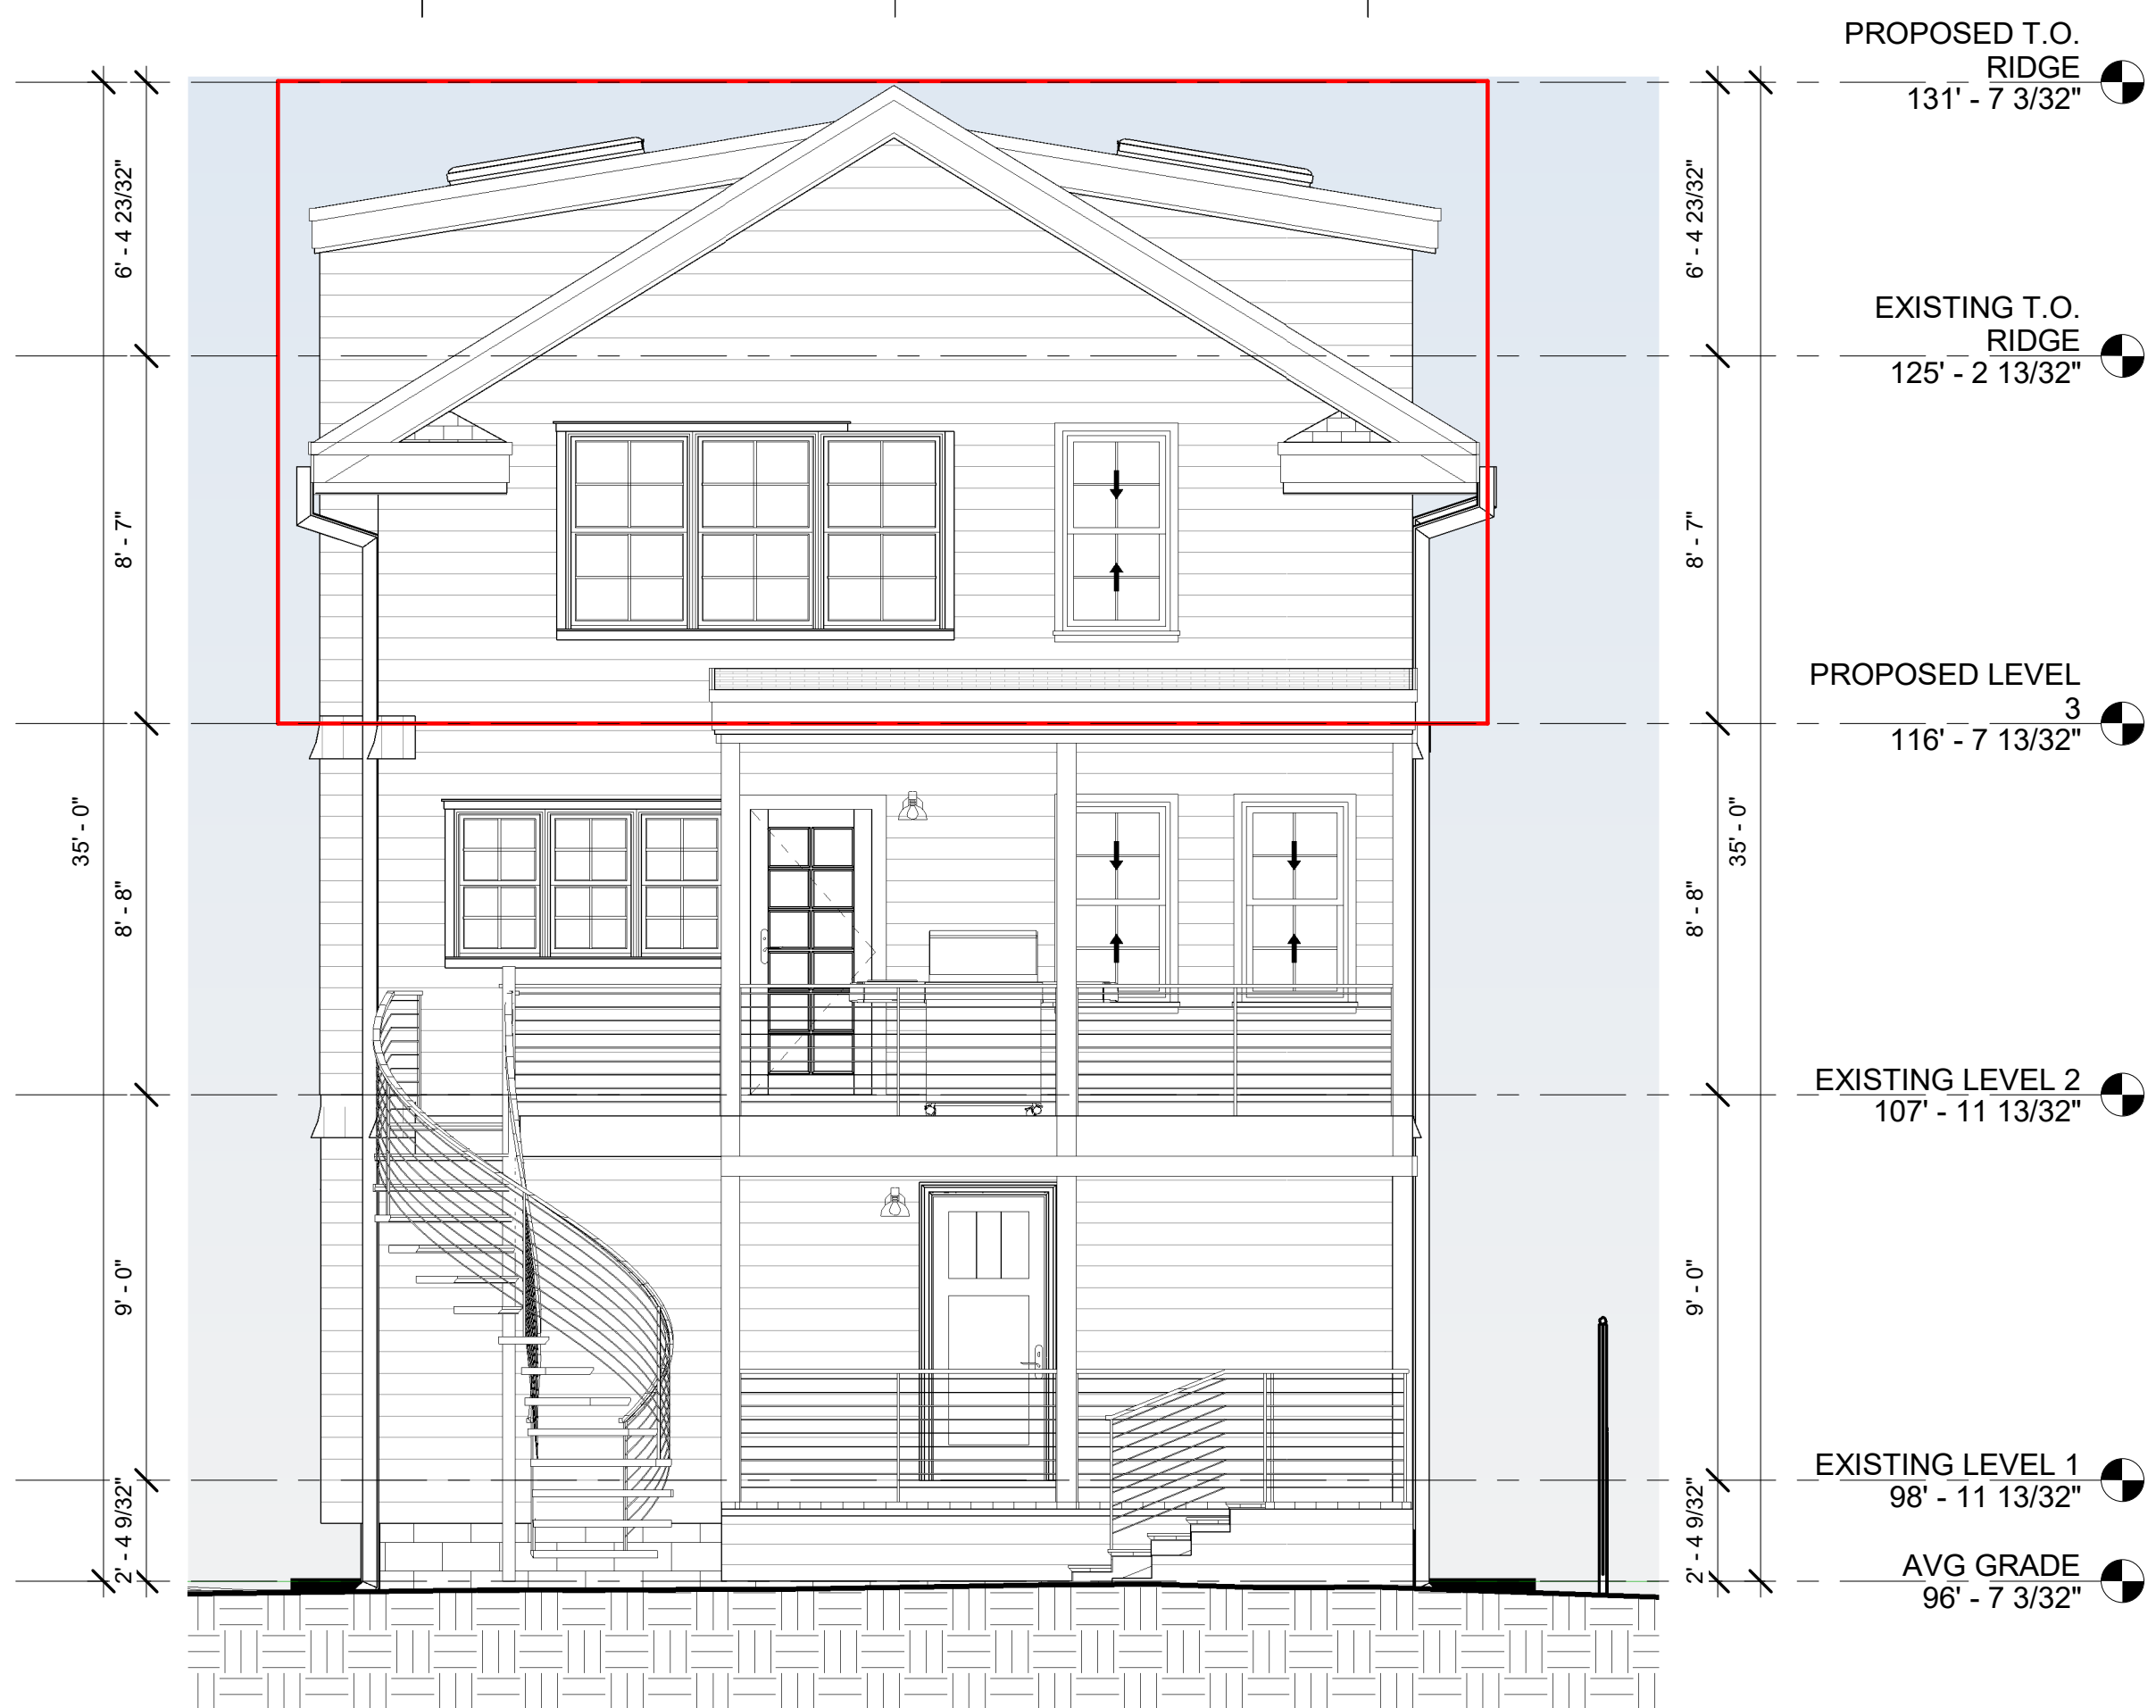 PROPOSED T.O.
RIDGE
131' - 7 3/32"
6' - 4 23/32"
6' - 4 23/32"
EXISTING T.O.
RIDGE
125' - 2 13/32"
8' - 7"
8' - 7"
PROPOSED LEVEL
3
116' - 7 13/32"
35' - 0"
35' - 0"
8' - 8"
8' - 8"
EXISTING LEVEL 2
107' - 11 13/32"
9' - 0"
9' - 0"
EXISTING LEVEL 1
98' - 11 13/32"
2' - 4 9/32"
2' - 4 9/32"
AVG GRADE
96' - 7 3/32"